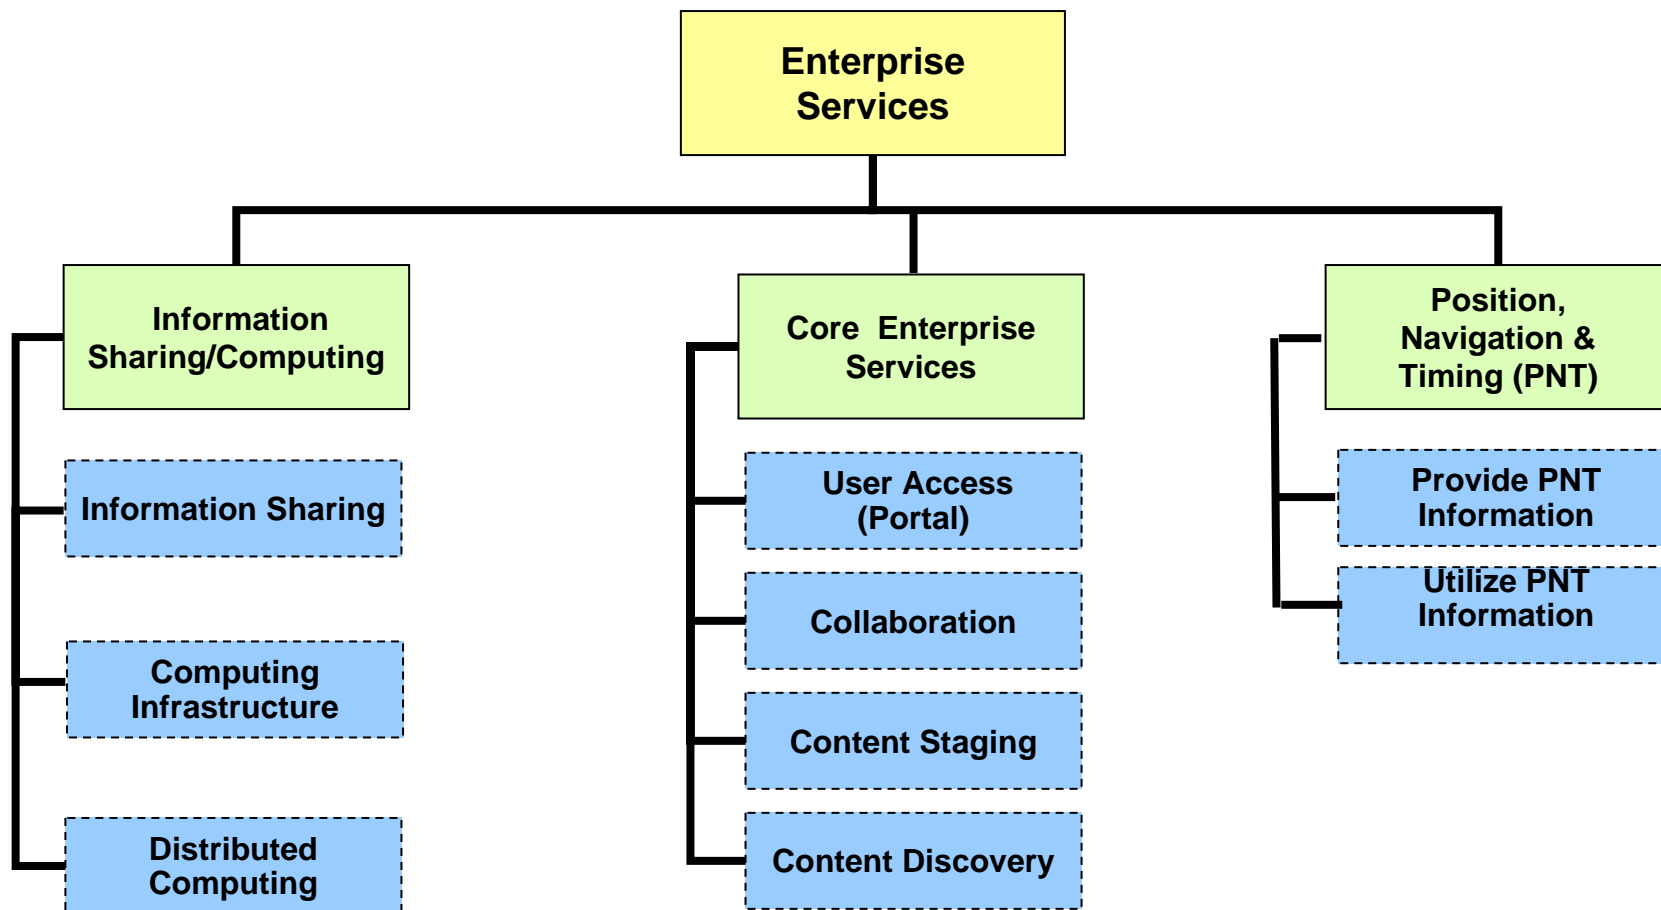 Enterprise
Services
Information
Sharing/Computing
Information Sharing
Computing
Infrastructure
Distributed
Computing
Core Enterprise
Services
User Access
(Portal)
Collaboration
Content Staging
Content Discovery
Position,
Navigation &
Timing (PNT)
Provide PNT
Information
Utilize PNT
Information